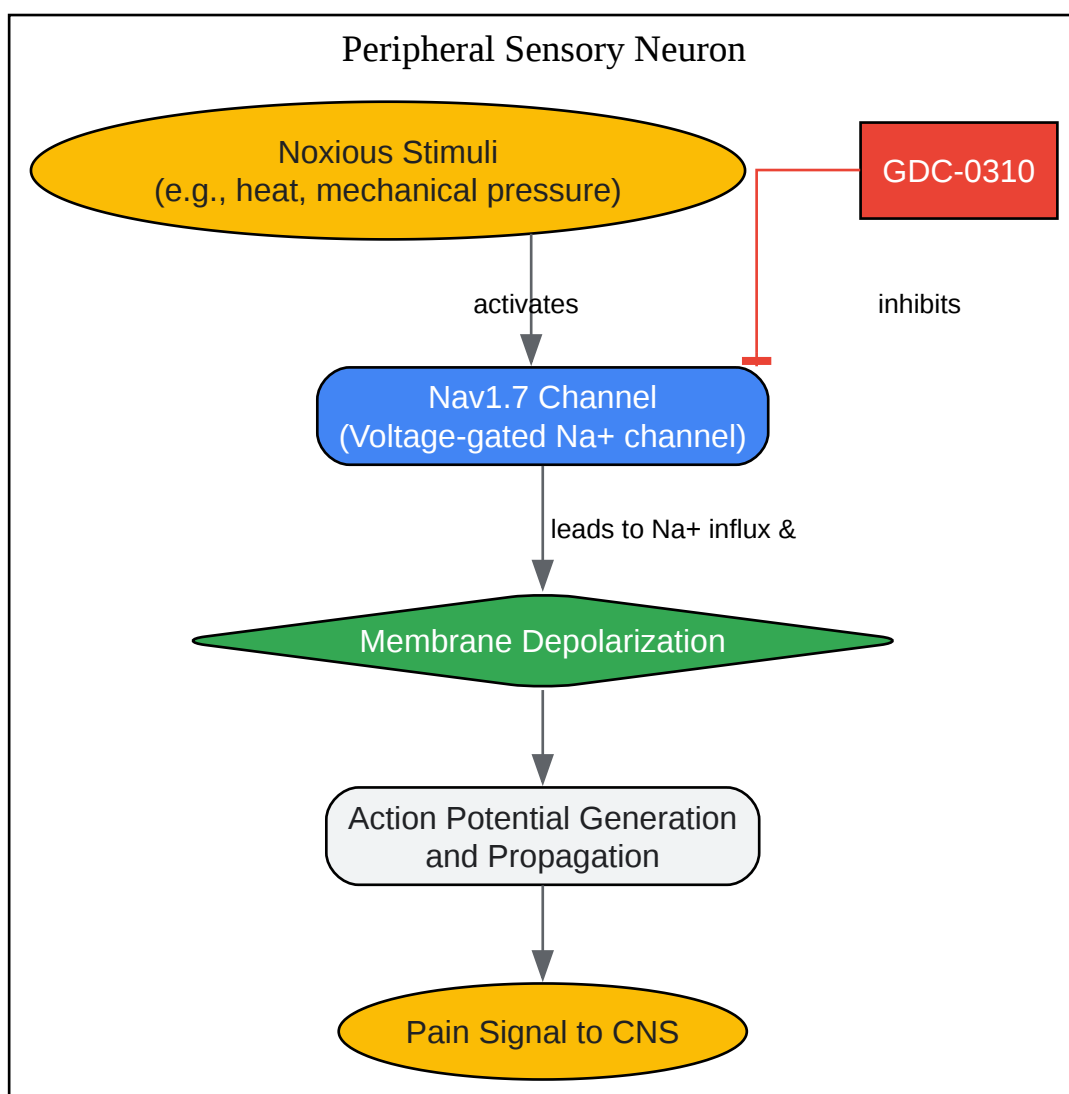 Peripheral Sensory Neuron
Noxious Stimuli
(e.g., heat, mechanical pressure)
GDC-0310
activates
inhibits
Nav1.7 Channel
(Voltage-gated Na+ channel)
leads to Na+ influx &
Membrane Depolarization
Action Potential Generation
and Propagation
Pain Signal to CNS